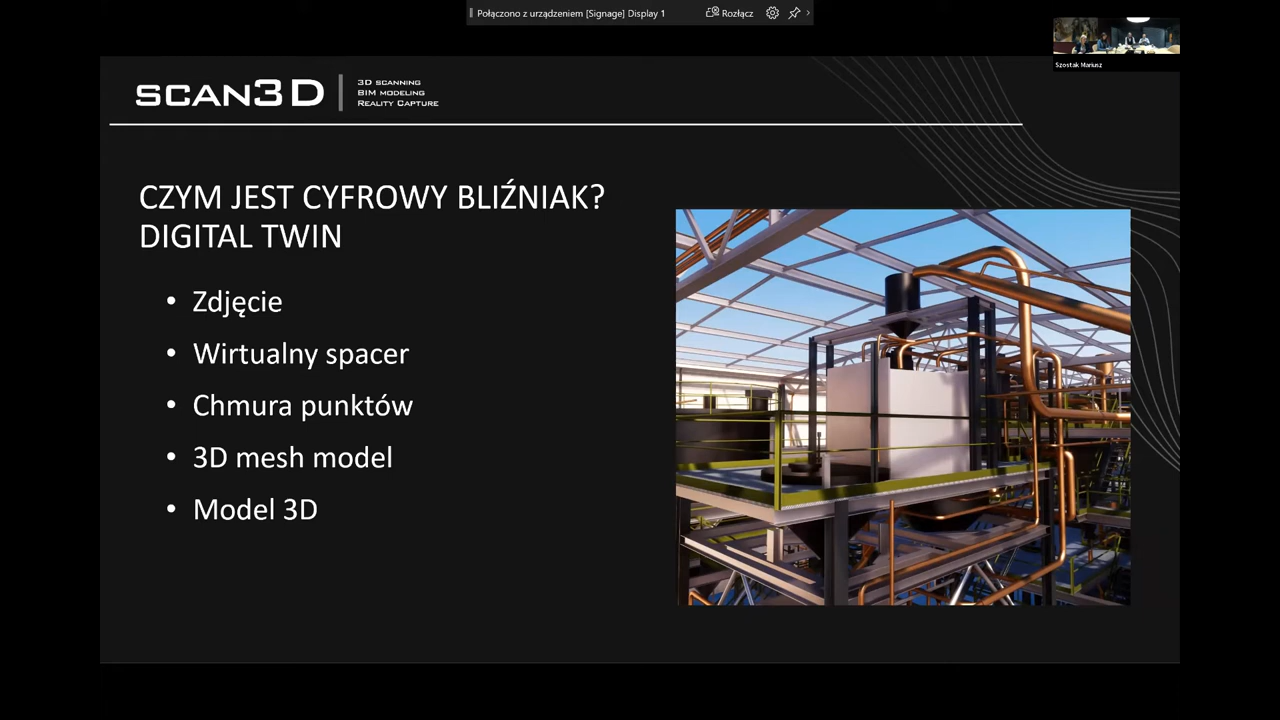 Połączono z urządzeniem [Signage] Display 1
Rozłącz
Szostak Mariusz
SCAN3D
3D scanning
BIM modeling
Reality Capture
CZYM JEST CYFROWY BLIŹNIAK?
DIGITAL TWIN
• Zdjęcie
• Wirtualny spacer
• Chmura punktów
• 3D mesh model
• Model 3D